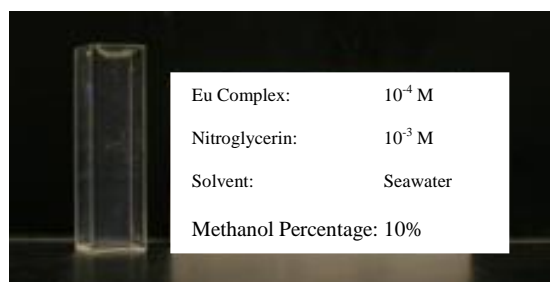 Eu Complex: 10⁻⁴ M
Nitroglycerin: 10⁻³ M
Solvent: Seawater
Methanol Percentage: 10%